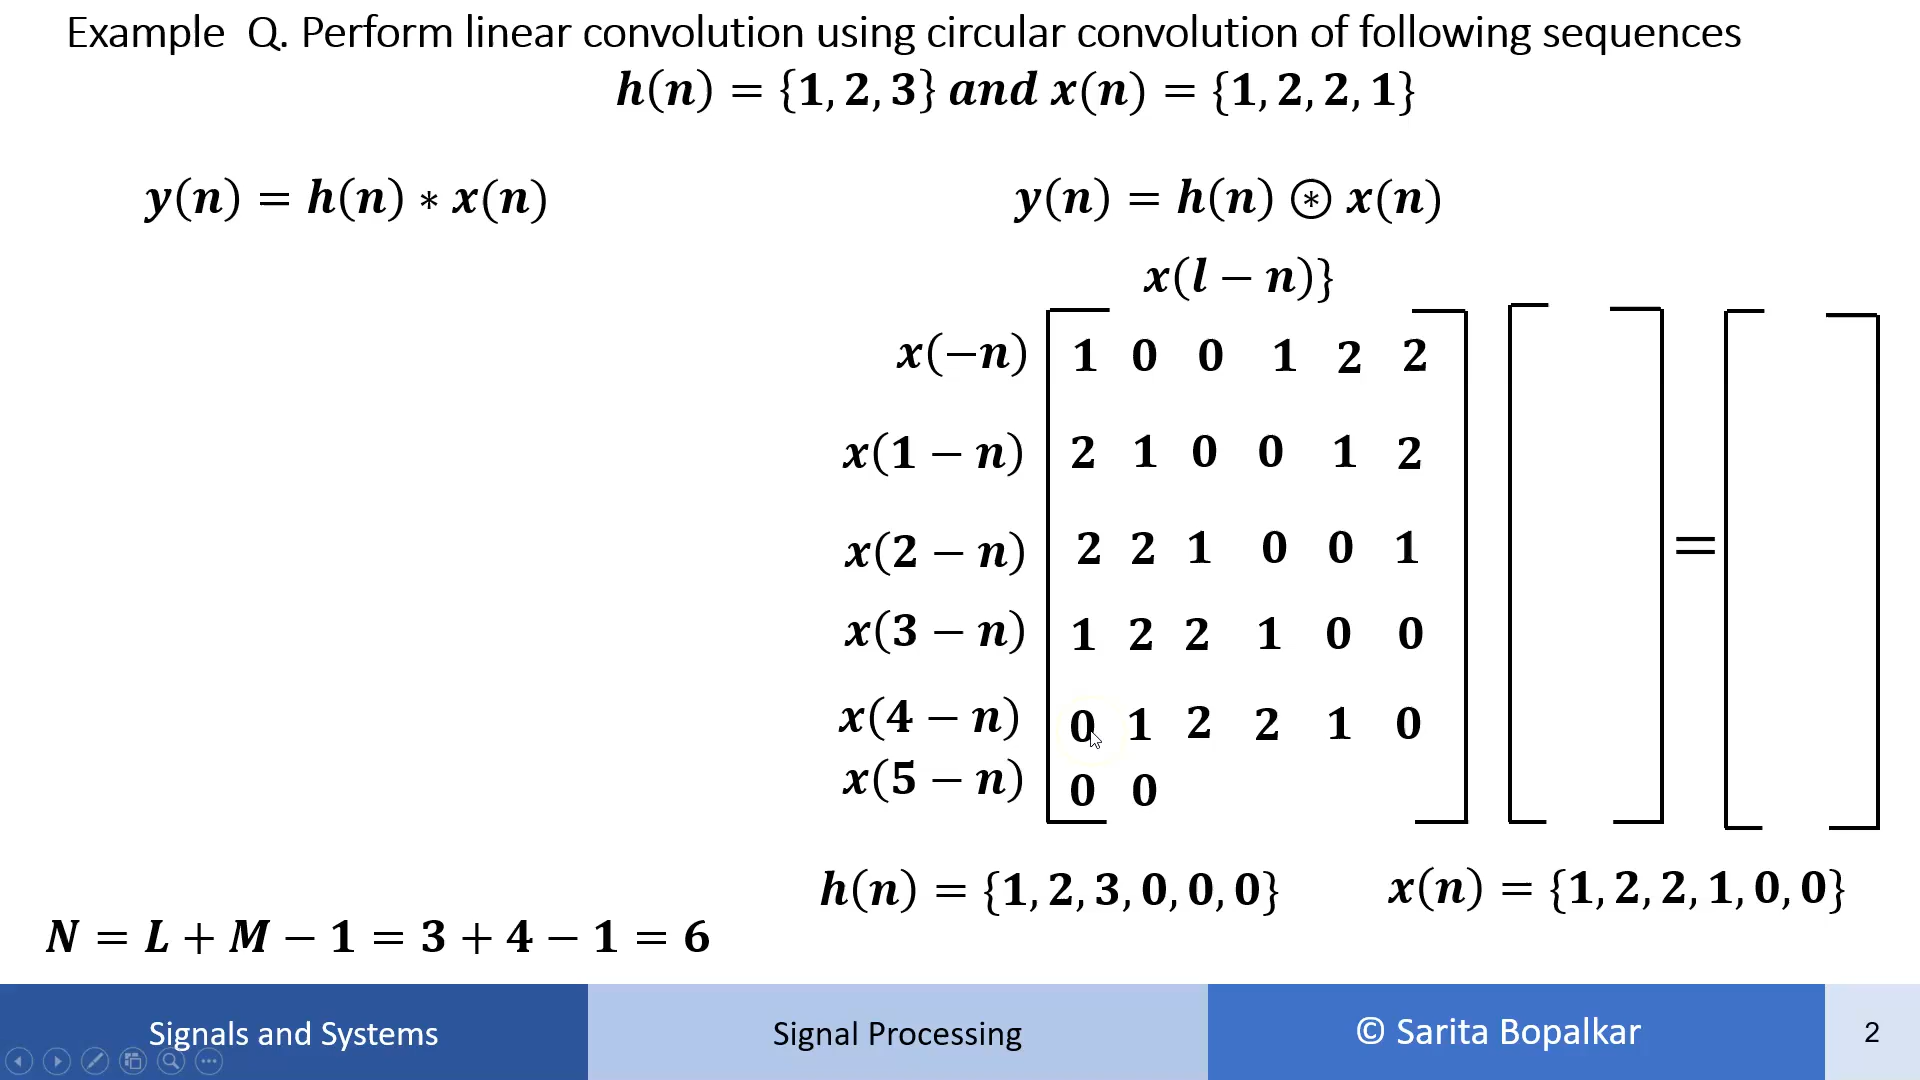 Example Q. Perform linear convolution using circular convolution of following sequences
h(n) = {1, 2, 3} and x(n) = {1, 2, 2, 1}
y(n) = h(n) ∗ x(n)
y(n) = h(n) ⊛ x(n)
x(l − n)}
x(−n) 1 0 0 1 2 2
x(1 − n) 2 1 0 0 1 2
x(2 − n) 2 2 1 0 0 1
=
x(3 − n) 1 2 2 1 0 0
x(4 − n) 0 1 2 2 1 0
x(5 − n) 0 0
h(n) = {1, 2, 3, 0, 0, 0}
x(n) = {1, 2, 2, 1, 0, 0}
N = L + M − 1 = 3 + 4 − 1 = 6
Signals and Systems
Signal Processing
© Sarita Bopalkar
2